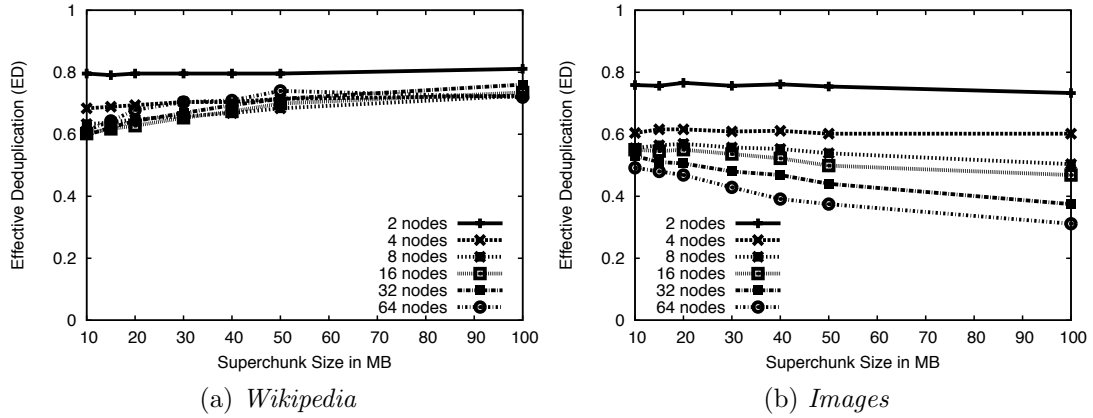 Effective Deduplication (ED)
1
0.8
0.6
0.4
0.2
0
2 nodes
4 nodes
8 nodes
16 nodes
32 nodes
64 nodes
10 20 30 40 50 60 70 80 90 100
Superchunk Size in MB
(a) Wikipedia
Effective Deduplication (ED)
1
0.8
0.6
0.4
0.2
0
2 nodes
4 nodes
8 nodes
16 nodes
32 nodes
64 nodes
10 20 30 40 50 60 70 80 90 100
Superchunk Size in MB
(b) Images